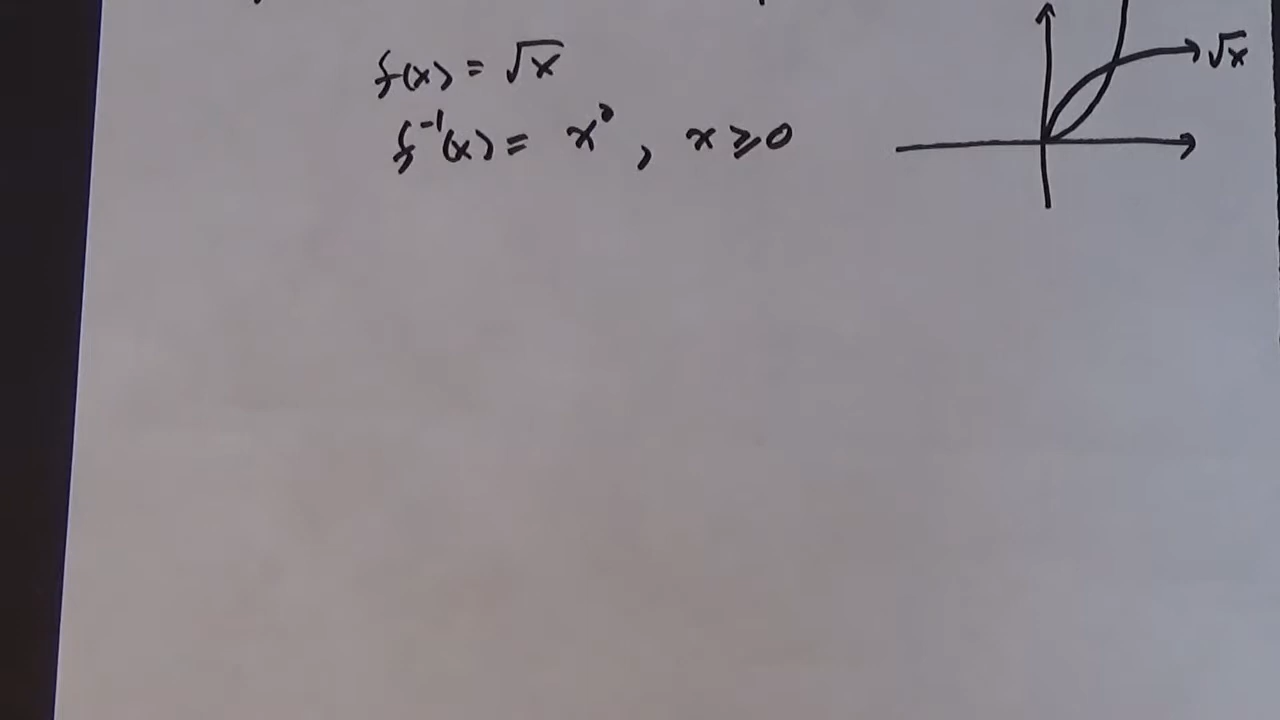 f(x) = √x
f⁻¹(x) = x², x ≥ 0
√x